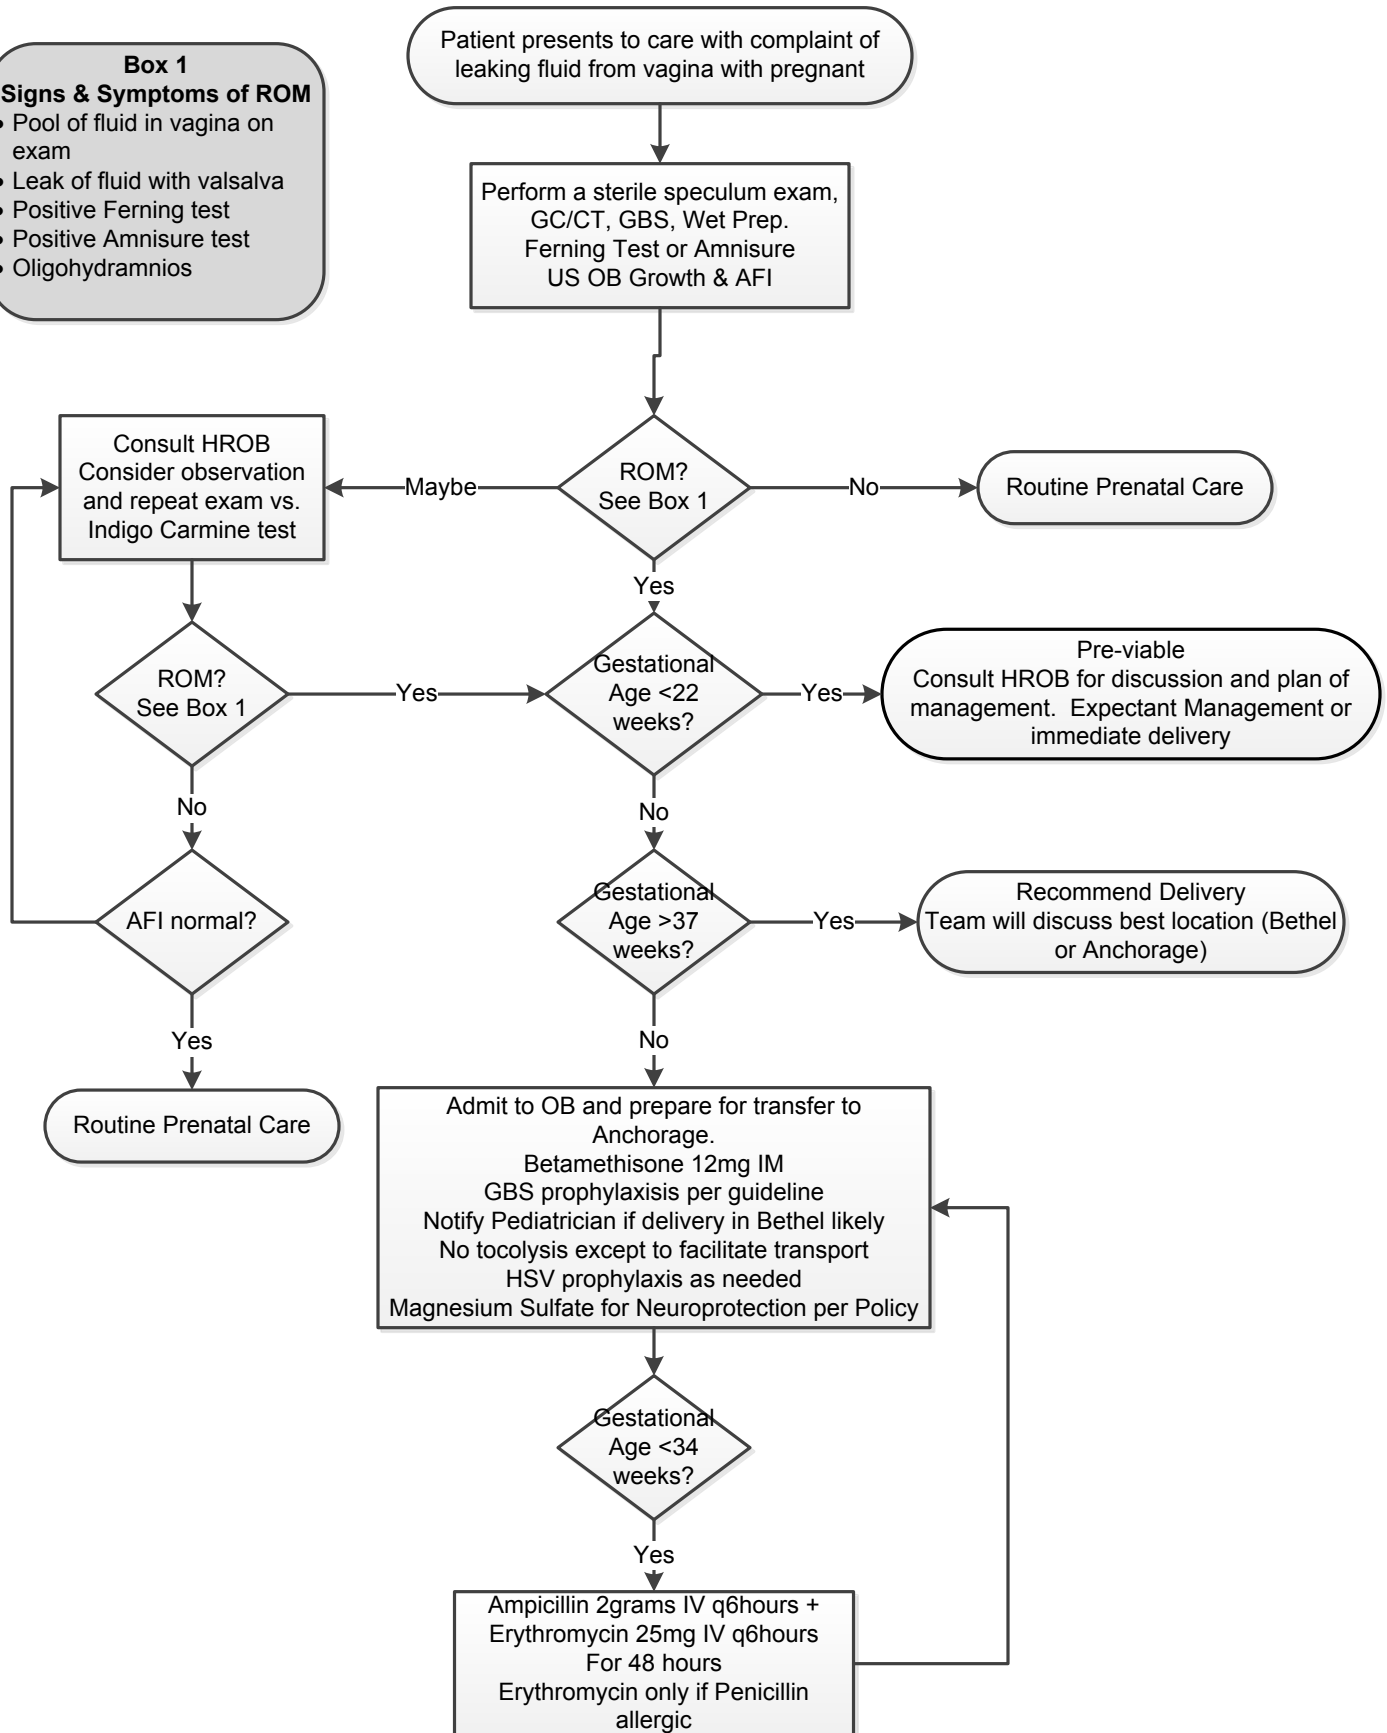 Patient presents to care with complaint of
leaking fluid from vagina with pregnant
Box 1
Signs & Symptoms of ROM
• Pool of fluid in vagina on
exam
• Leak of fluid with valsalva
• Positive Ferning test
• Positive Amnisure test
• Oligohydramnios
Perform a sterile speculum exam,
GC/CT, GBS, Wet Prep.
Ferning Test or Amnisure
US OB Growth & AFI
Consult HROB
Consider observation
and repeat exam vs.
Indigo Carmine test
Maybe
ROM?
See Box 1
No
Routine Prenatal Care
Yes
ROM?
See Box 1
Yes
Gestational
Age <22
weeks?
Yes
Pre-viable
Consult HROB for discussion and plan of
management.  Expectant Management or
immediate delivery
No
No
AFI normal?
Gestational
Age >37
weeks?
Yes
Recommend Delivery
Team will discuss best location (Bethel
or Anchorage)
Yes
No
Routine Prenatal Care
Admit to OB and prepare for transfer to
Anchorage.
Betamethisone 12mg IM
GBS prophylaxisis per guideline
Notify Pediatrician if delivery in Bethel likely
No tocolysis except to facilitate transport
HSV prophylaxis as needed
Magnesium Sulfate for Neuroprotection per Policy
Gestational
Age <34
weeks?
Yes
Ampicillin 2grams IV q6hours +
Erythromycin 25mg IV q6hours
For 48 hours
Erythromycin only if Penicillin
allergic